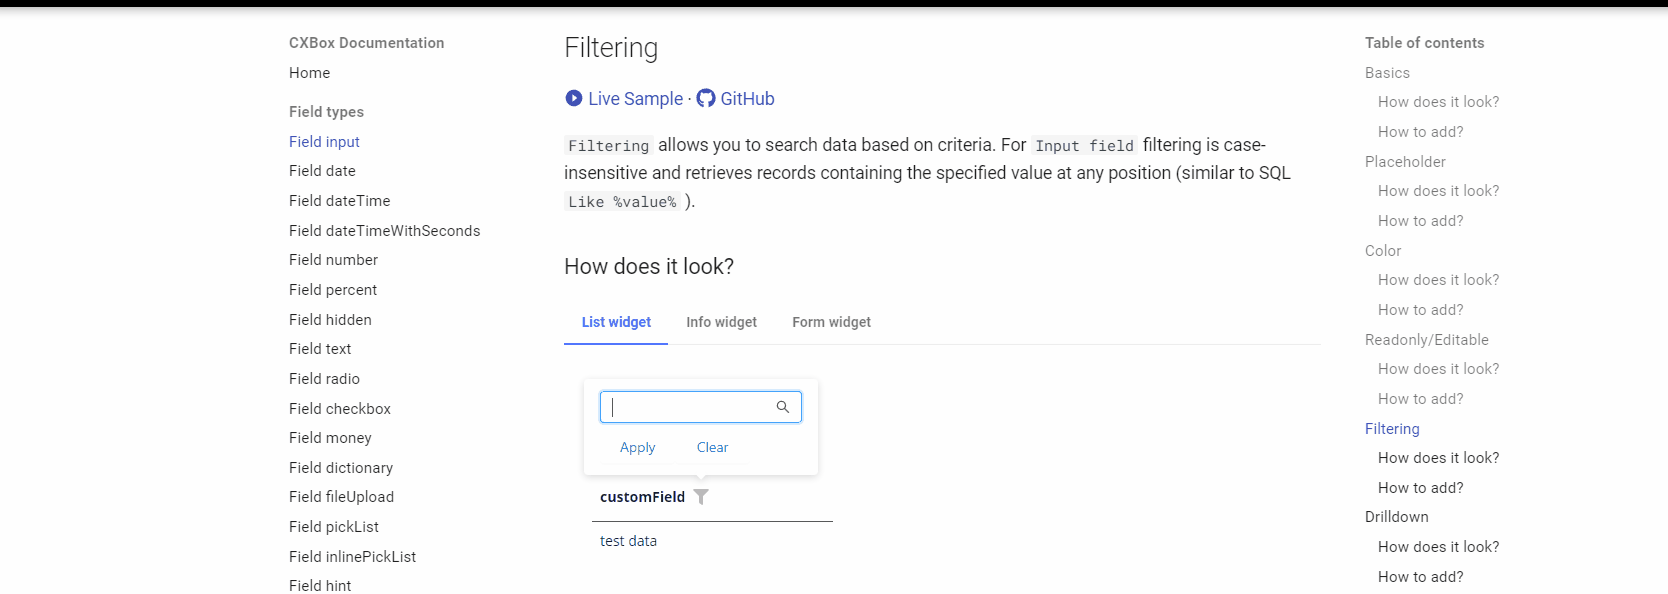 CXBox Documentation
Home
Field types
Field input
Field date
Field dateTime
Field dateTimeWithSeconds
Field number
Field percent
Field hidden
Field text
Field radio
Field checkbox
Field money
Field dictionary
Field fileUpload
Field pickList
Field inlinePickList
Field hint
Filtering
Live Sample · GitHub
Filtering allows you to search data based on criteria. For Input field filtering is case-
insensitive and retrieves records containing the specified value at any position (similar to SQL
Like %value% ).
How does it look?
List widget Info widget Form widget
Apply Clear
customField
test data
Table of contents
Basics
How does it look?
How to add?
Placeholder
How does it look?
How to add?
Color
How does it look?
How to add?
Readonly/Editable
How does it look?
How to add?
Filtering
How does it look?
How to add?
Drilldown
How does it look?
How to add?